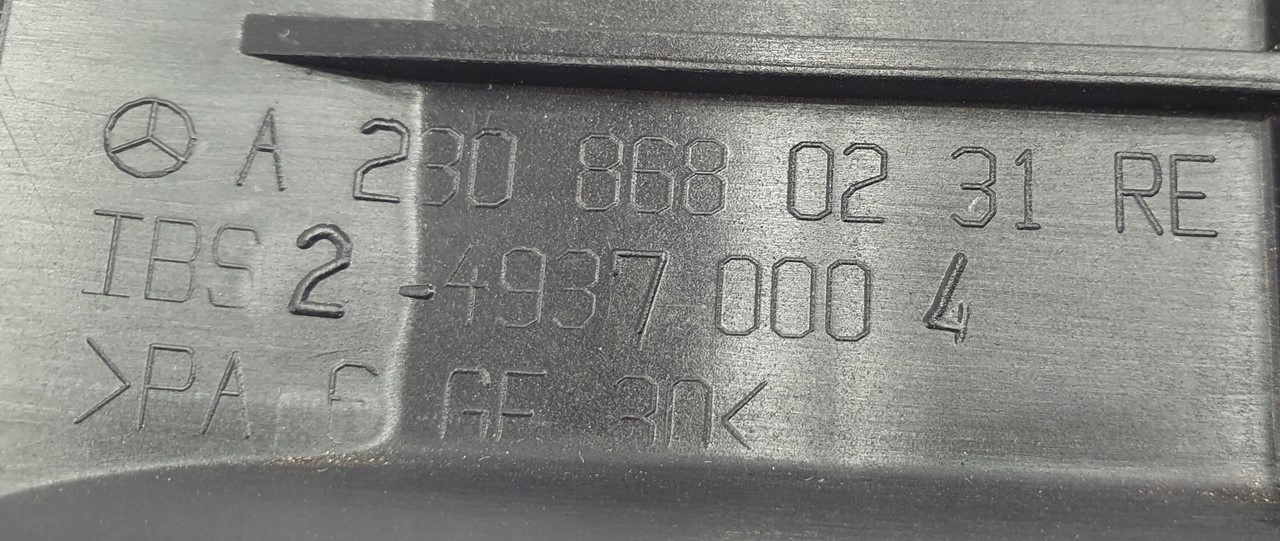 A 230 868 02 31 RE
IBS 2-4937 000 4
>PA 6 GF 30<